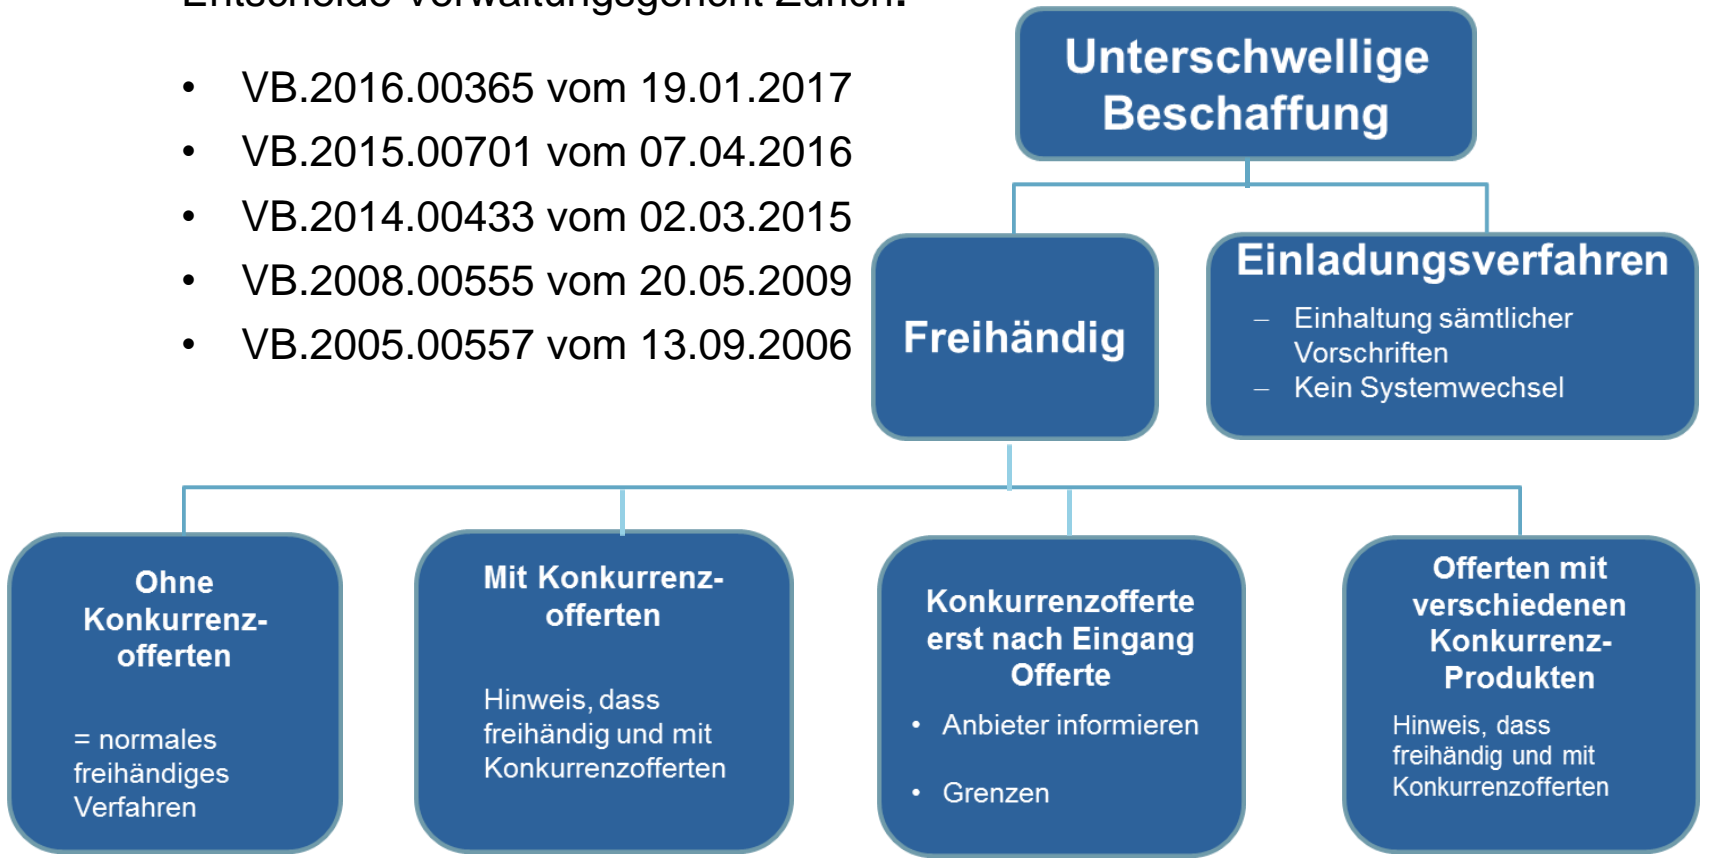 Entscheide Verwaltungsgericht Zürich:
• VB.2016.00365 vom 19.01.2017
• VB.2015.00701 vom 07.04.2016
• VB.2014.00433 vom 02.03.2015
• VB.2008.00555 vom 20.05.2009
• VB.2005.00557 vom 13.09.2006
Unterschwellige
Beschaffung
Freihändig
Einladungsverfahren
– Einhaltung sämtlicher
Vorschriften
– Kein Systemwechsel
Ohne
Konkurrenz-
offerten
= normales
freihändiges
Verfahren
Mit Konkurrenz-
offerten
Hinweis, dass
freihändig und mit
Konkurrenzofferten
Konkurrenzofferte
erst nach Eingang
Offerte
• Anbieter informieren
• Grenzen
Offerten mit
verschiedenen
Konkurrenz-
Produkten
Hinweis, dass
freihändig und mit
Konkurrenzofferten